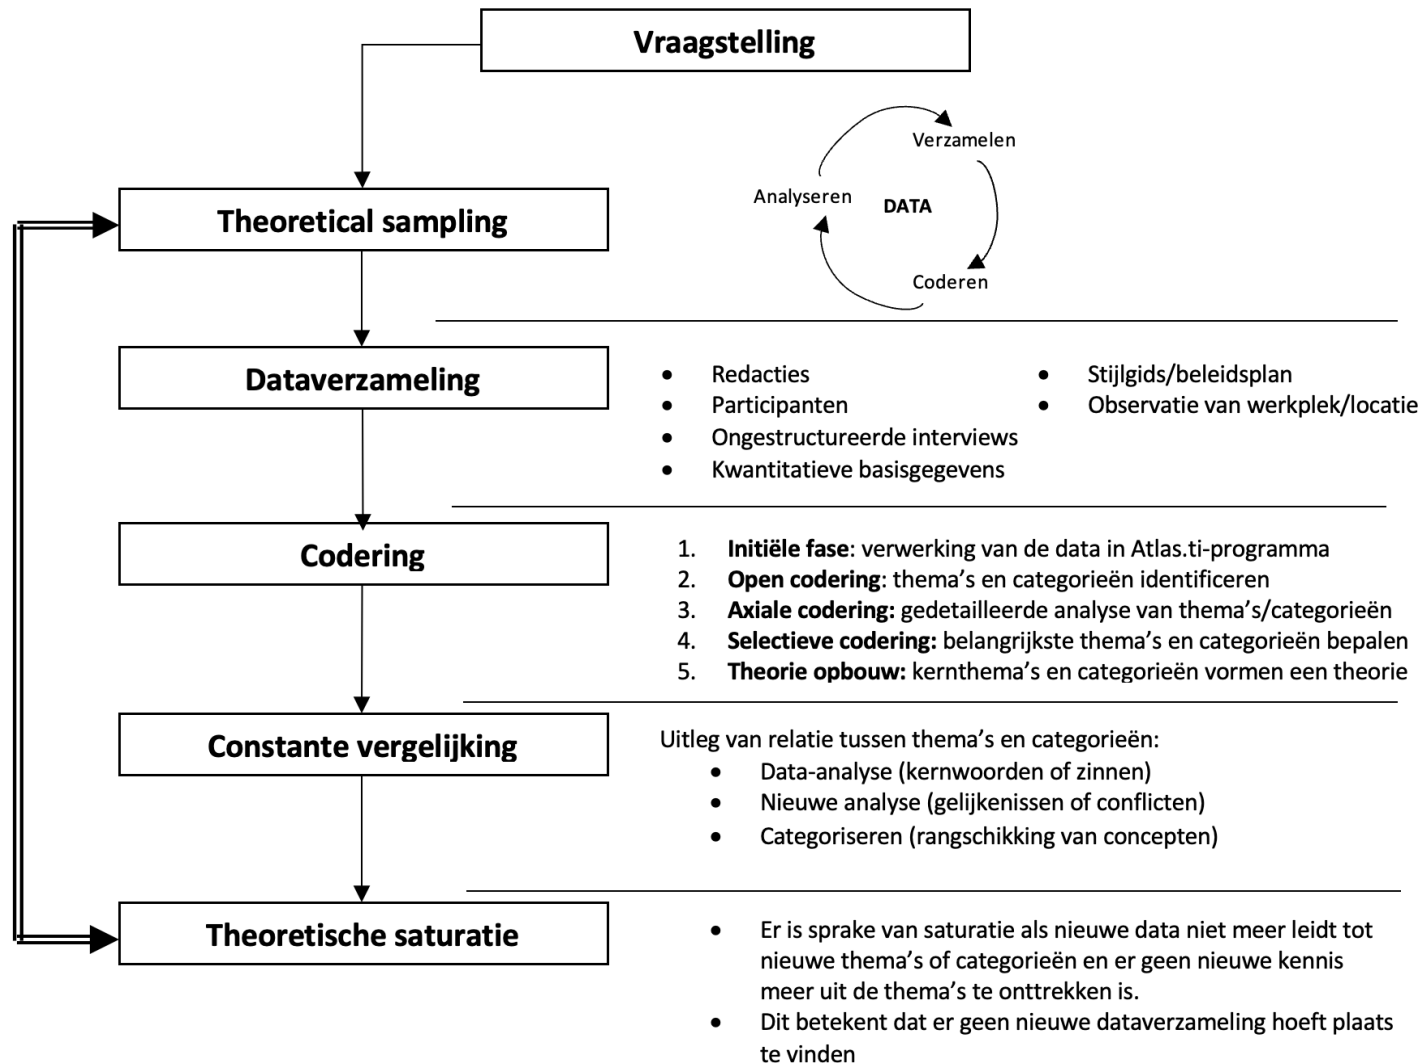 Vraagstelling
Verzamelen
Analyseren
DATA
Coderen
Theoretical sampling
Dataverzameling
• Redacties
• Participanten
• Ongestructureerde interviews
• Kwantitatieve basisgegevens
• Stijlgids/beleidsplan
• Observatie van werkplek/locatie
Codering
1. Initiële fase: verwerking van de data in Atlas.ti-programma
2. Open codering: thema’s en categorieën identificeren
3. Axiale codering: gedetailleerde analyse van thema’s/categorieën
4. Selectieve codering: belangrijkste thema’s en categorieën bepalen
5. Theorie opbouw: kernthema’s en categorieën vormen een theorie
Constante vergelijking
Uitleg van relatie tussen thema’s en categorieën:
• Data-analyse (kernwoorden of zinnen)
• Nieuwe analyse (gelijkenissen of conflicten)
• Categoriseren (rangschikking van concepten)
Theoretische saturatie
• Er is sprake van saturatie als nieuwe data niet meer leidt tot
nieuwe thema’s of categorieën en er geen nieuwe kennis
meer uit de thema’s te onttrekken is.
• Dit betekent dat er geen nieuwe dataverzameling hoeft plaats
te vinden